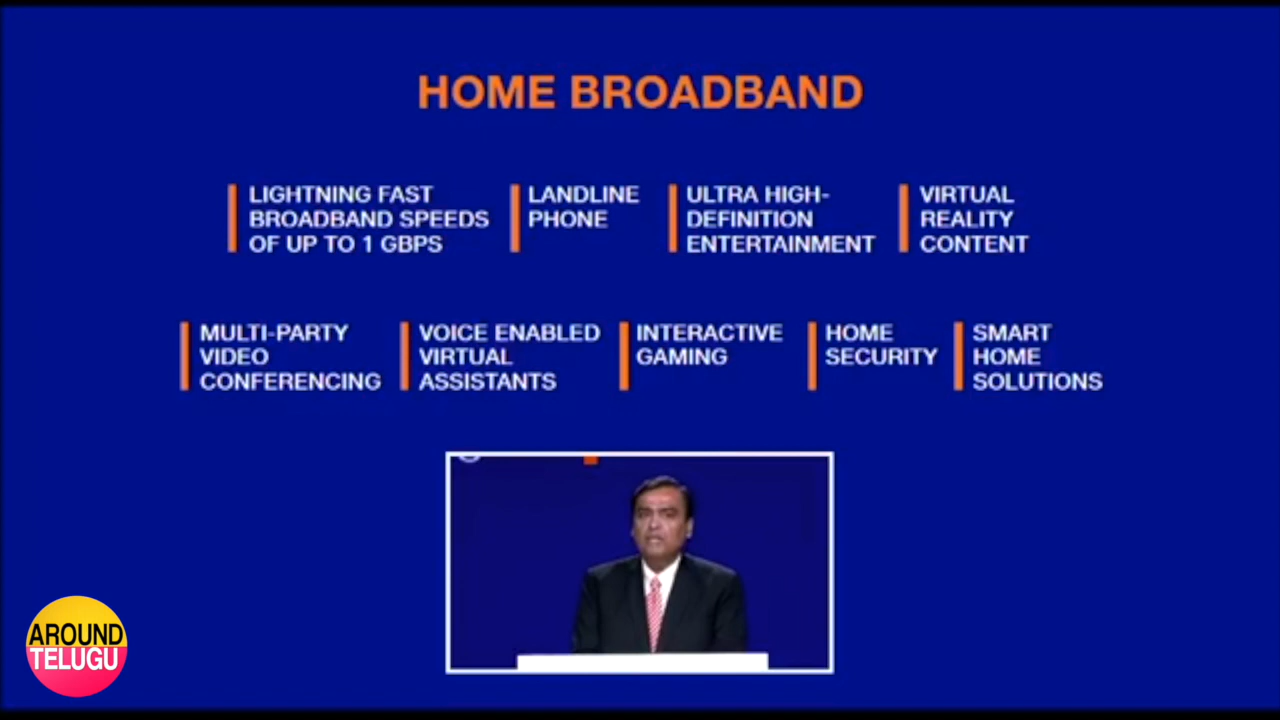 HOME BROADBAND
LIGHTNING FAST
BROADBAND SPEEDS
OF UP TO 1 GBPS
LANDLINE
PHONE
ULTRA HIGH-
DEFINITION
ENTERTAINMENT
VIRTUAL
REALITY
CONTENT
MULTI-PARTY
VIDEO
CONFERENCING
VOICE ENABLED
VIRTUAL
ASSISTANTS
INTERACTIVE
GAMING
HOME
SECURITY
SMART
HOME
SOLUTIONS
AROUND
TELUGU